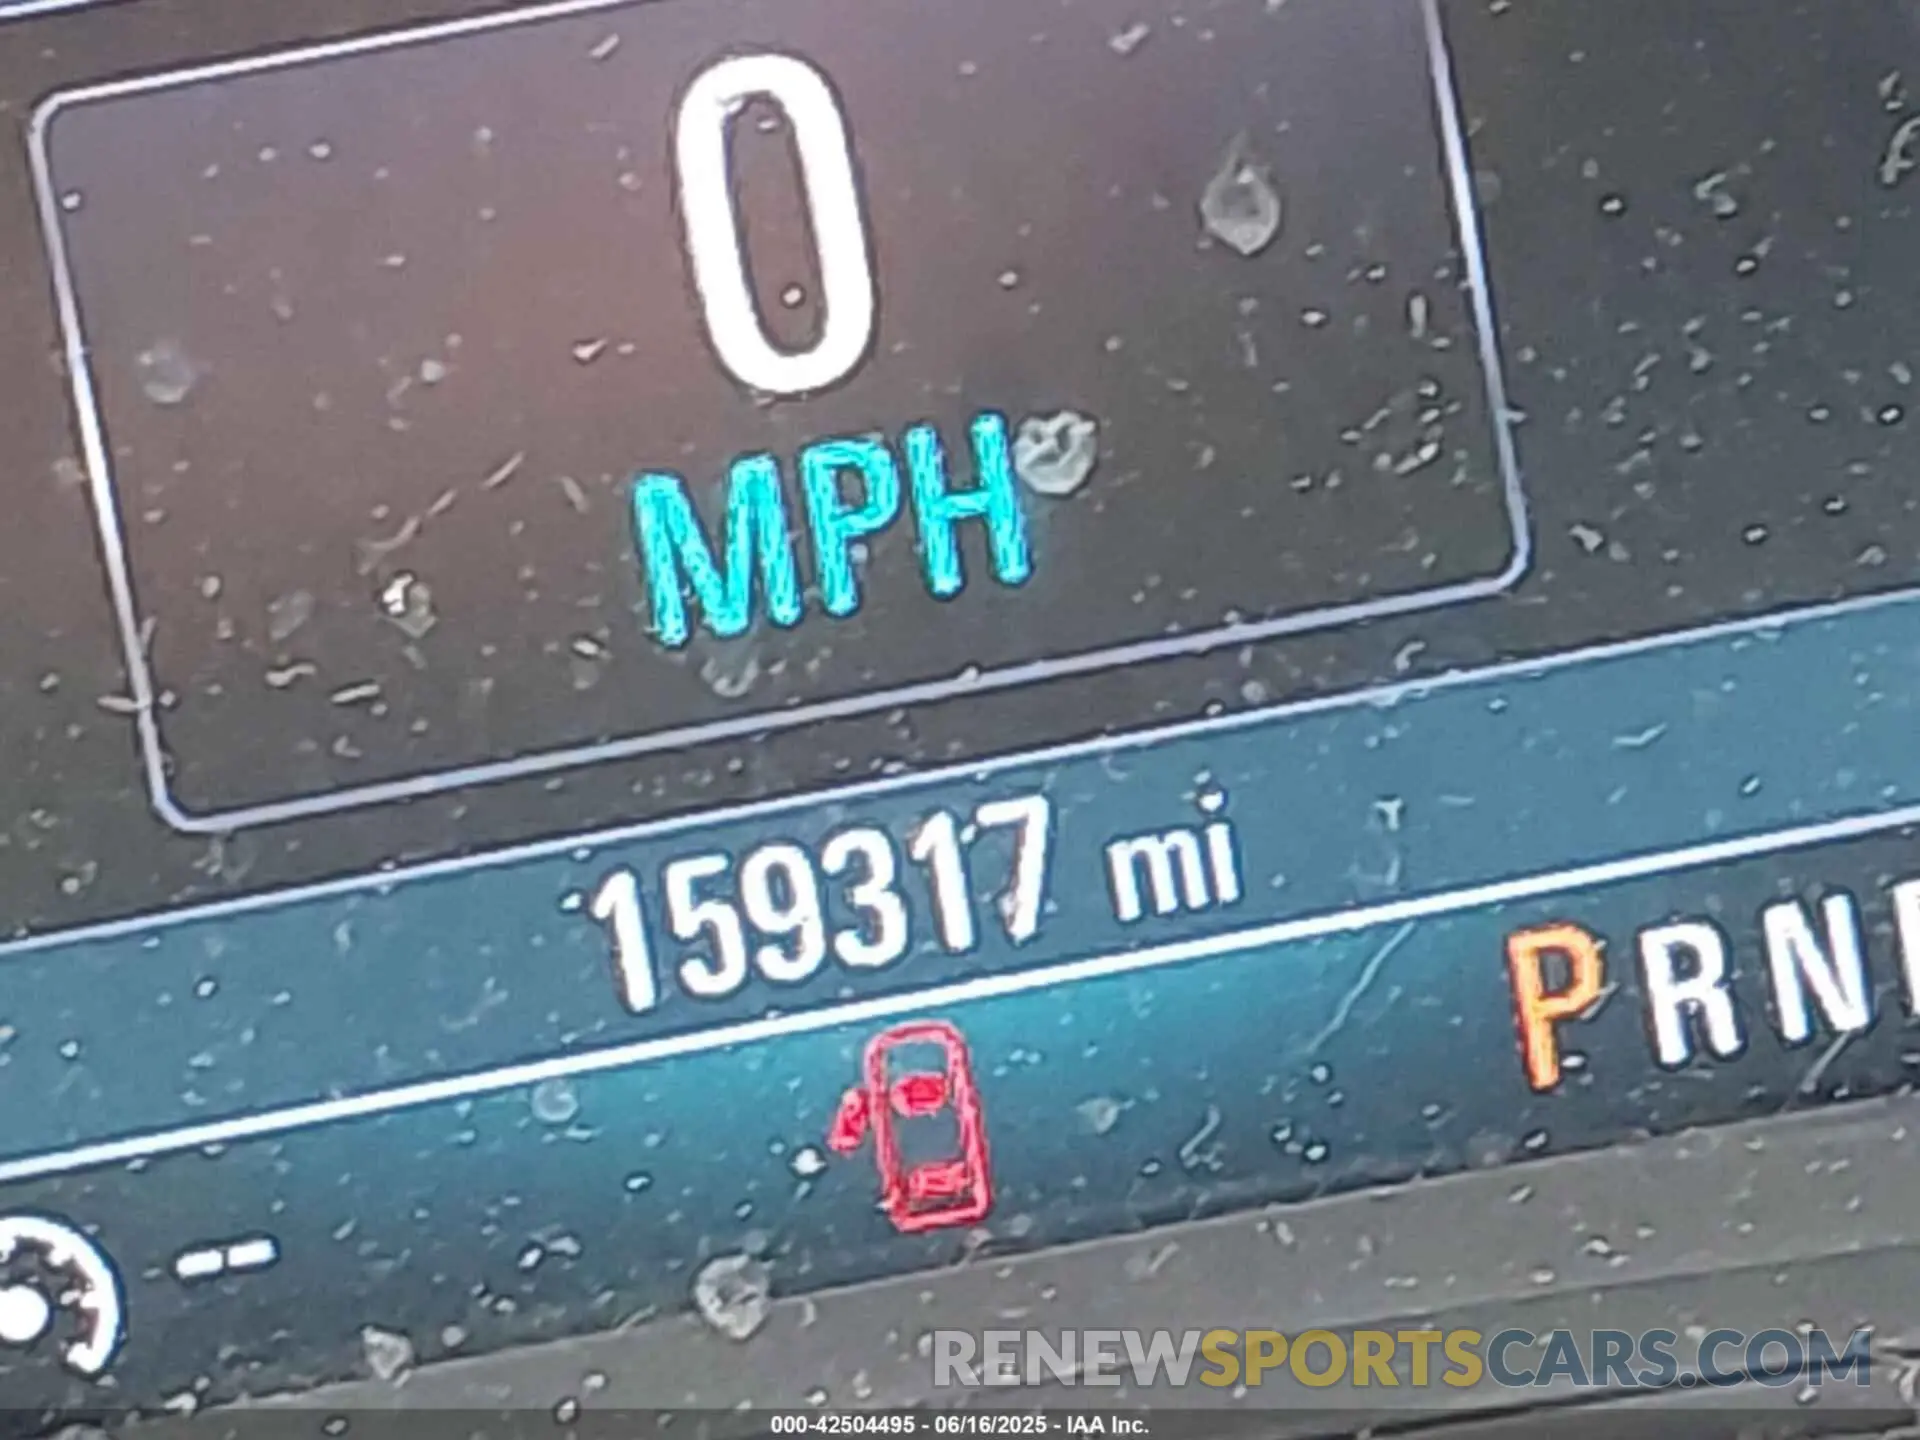 0
MPH
159317 mi
PRN
--
RENEWSPORTSCARS.COM
000-42504495 - 06/16/2025 - IAA Inc.